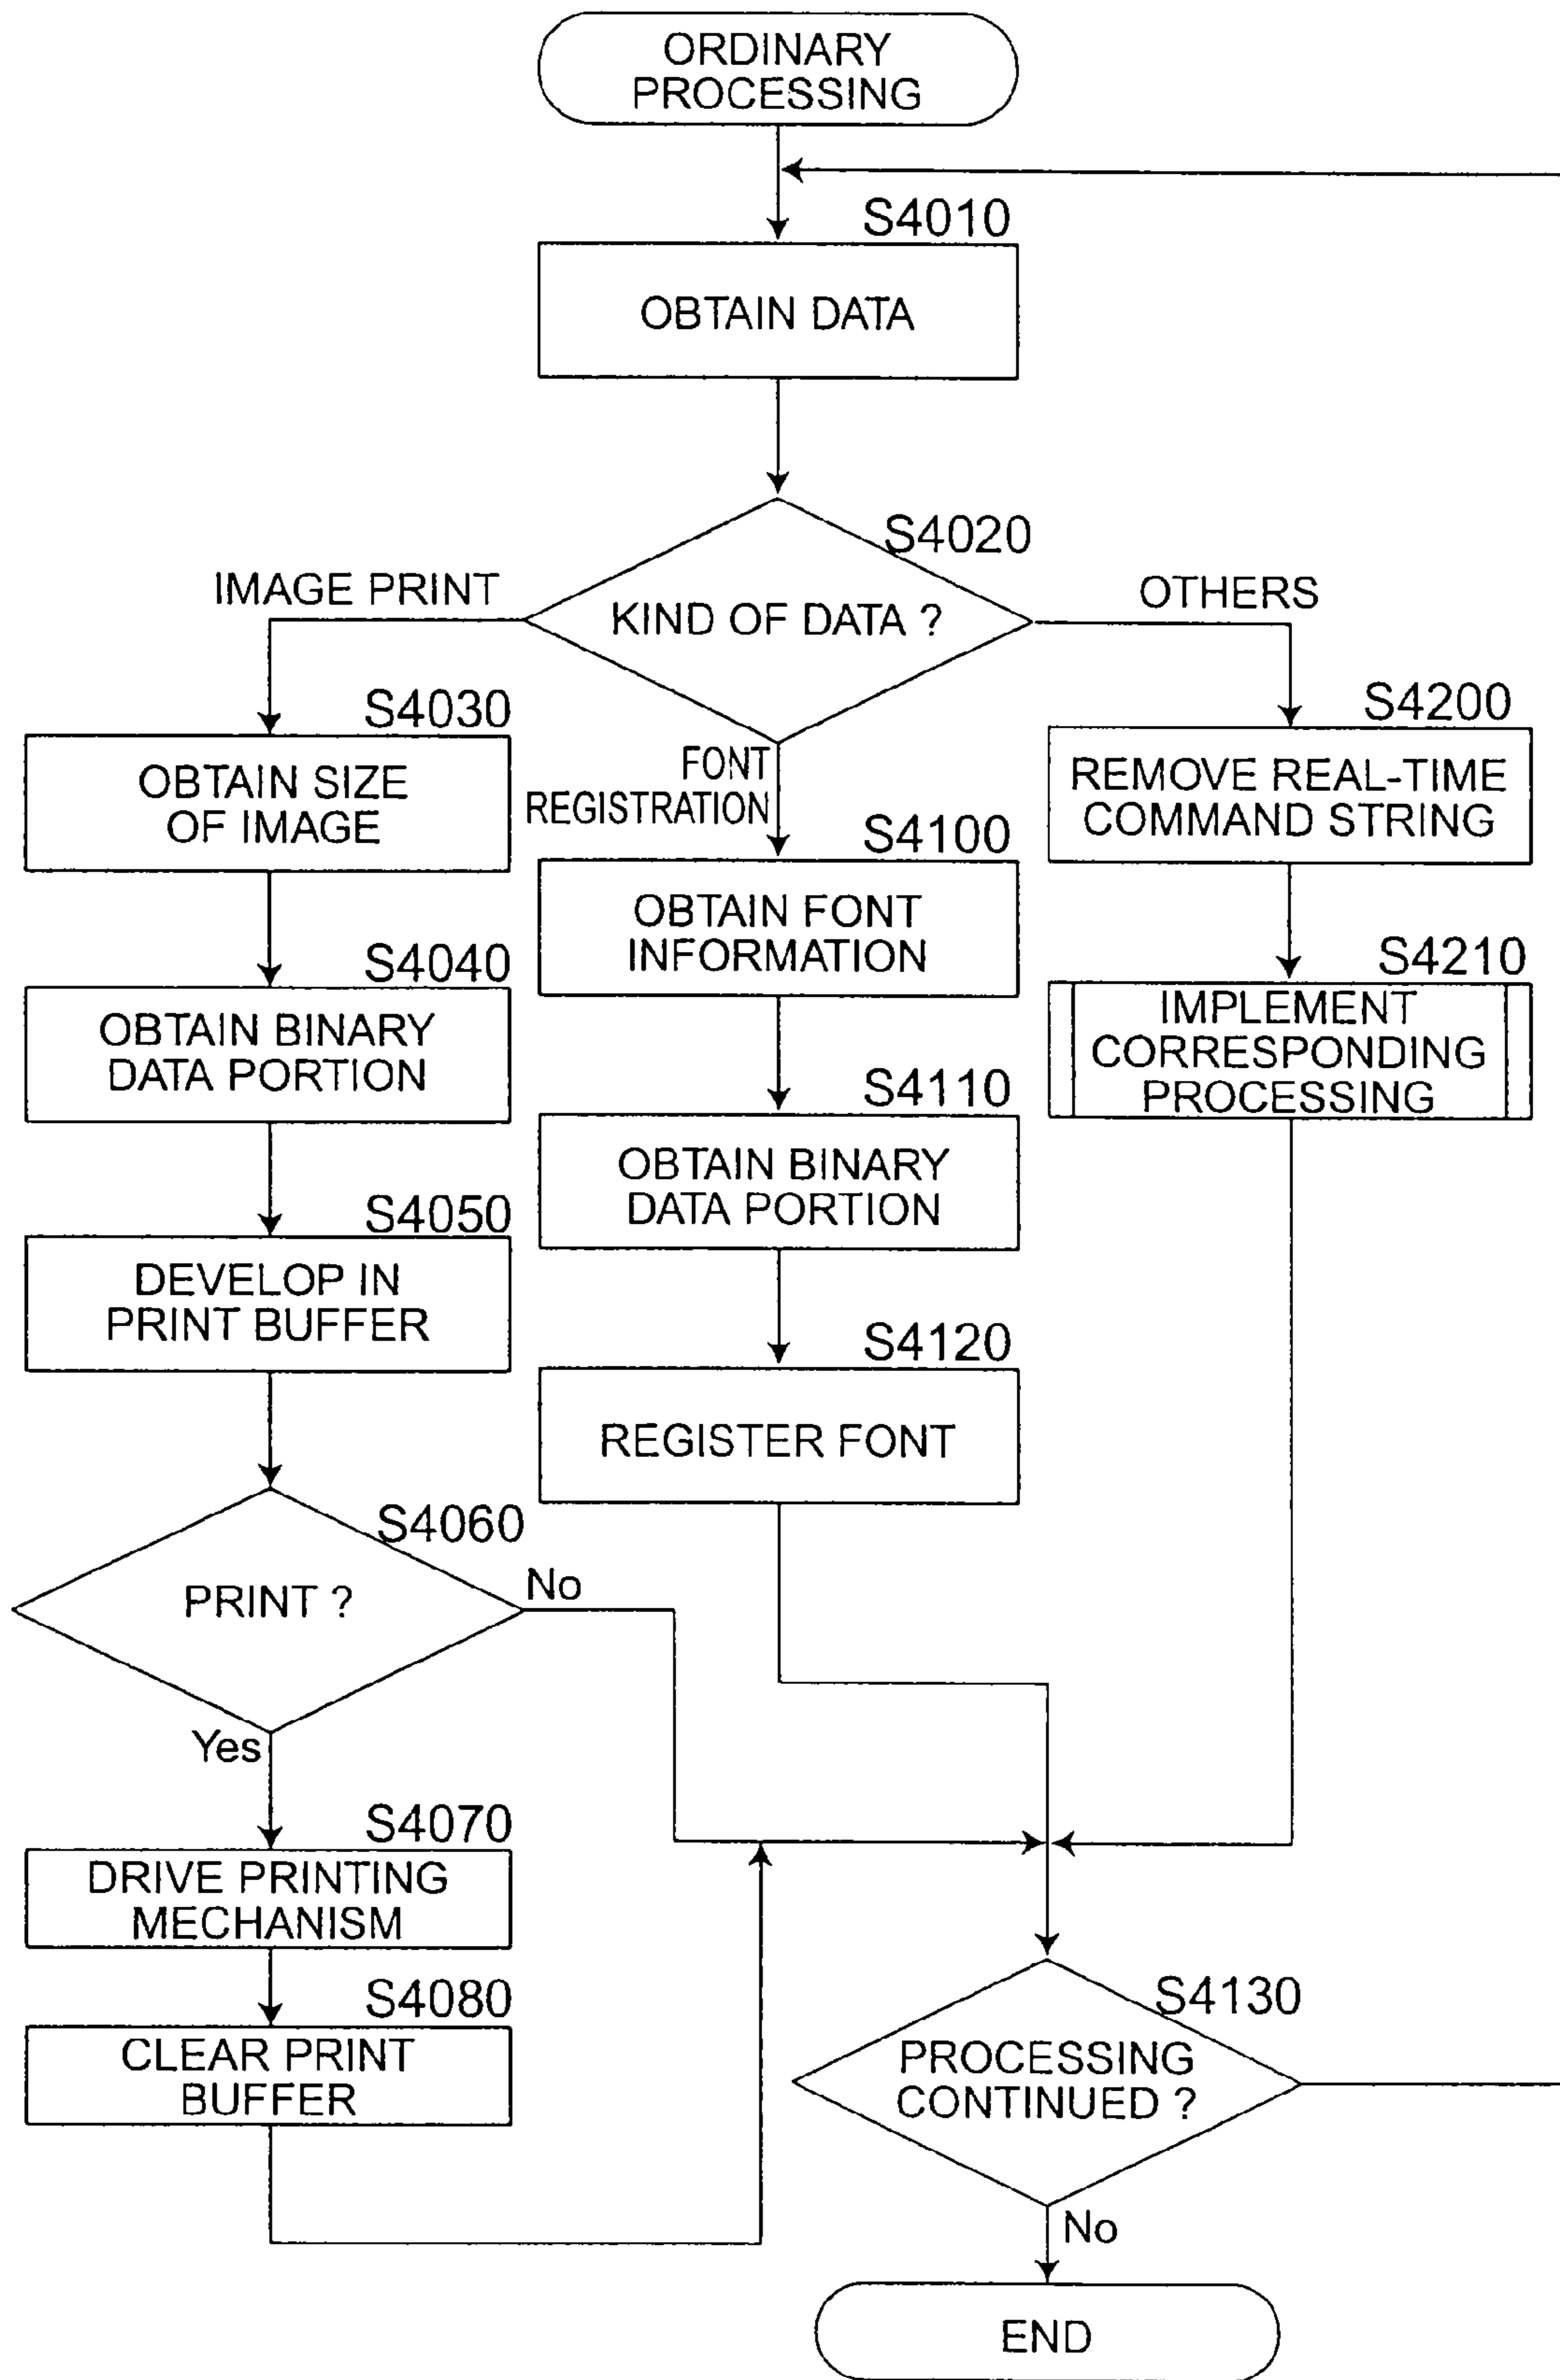 ORDINARY
PROCESSING
S4010
OBTAIN DATA
S4020
KIND OF DATA ?
IMAGE PRINT
OTHERS
FONT
REGISTRATION
S4030
OBTAIN SIZE
OF IMAGE
S4040
OBTAIN BINARY
DATA PORTION
S4050
DEVELOP IN
PRINT BUFFER
S4060
PRINT ?
No
Yes
S4070
DRIVE PRINTING
MECHANISM
S4080
CLEAR PRINT
BUFFER
S4100
OBTAIN FONT
INFORMATION
S4110
OBTAIN BINARY
DATA PORTION
S4120
REGISTER FONT
S4200
REMOVE REAL-TIME
COMMAND STRING
S4210
IMPLEMENT
CORRESPONDING
PROCESSING
S4130
PROCESSING
CONTINUED ?
No
END